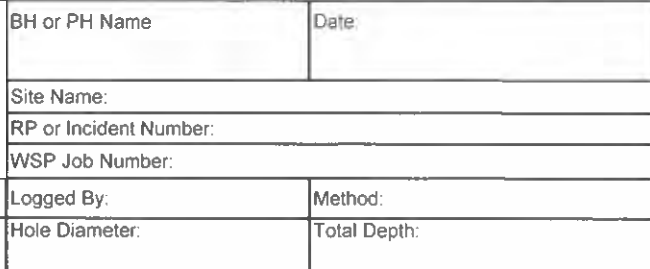 BH or PH Name Date:
Site Name:
RP or Incident Number:
WSP Job Number:
Logged By: Method:
Hole Diameter: Total Depth: